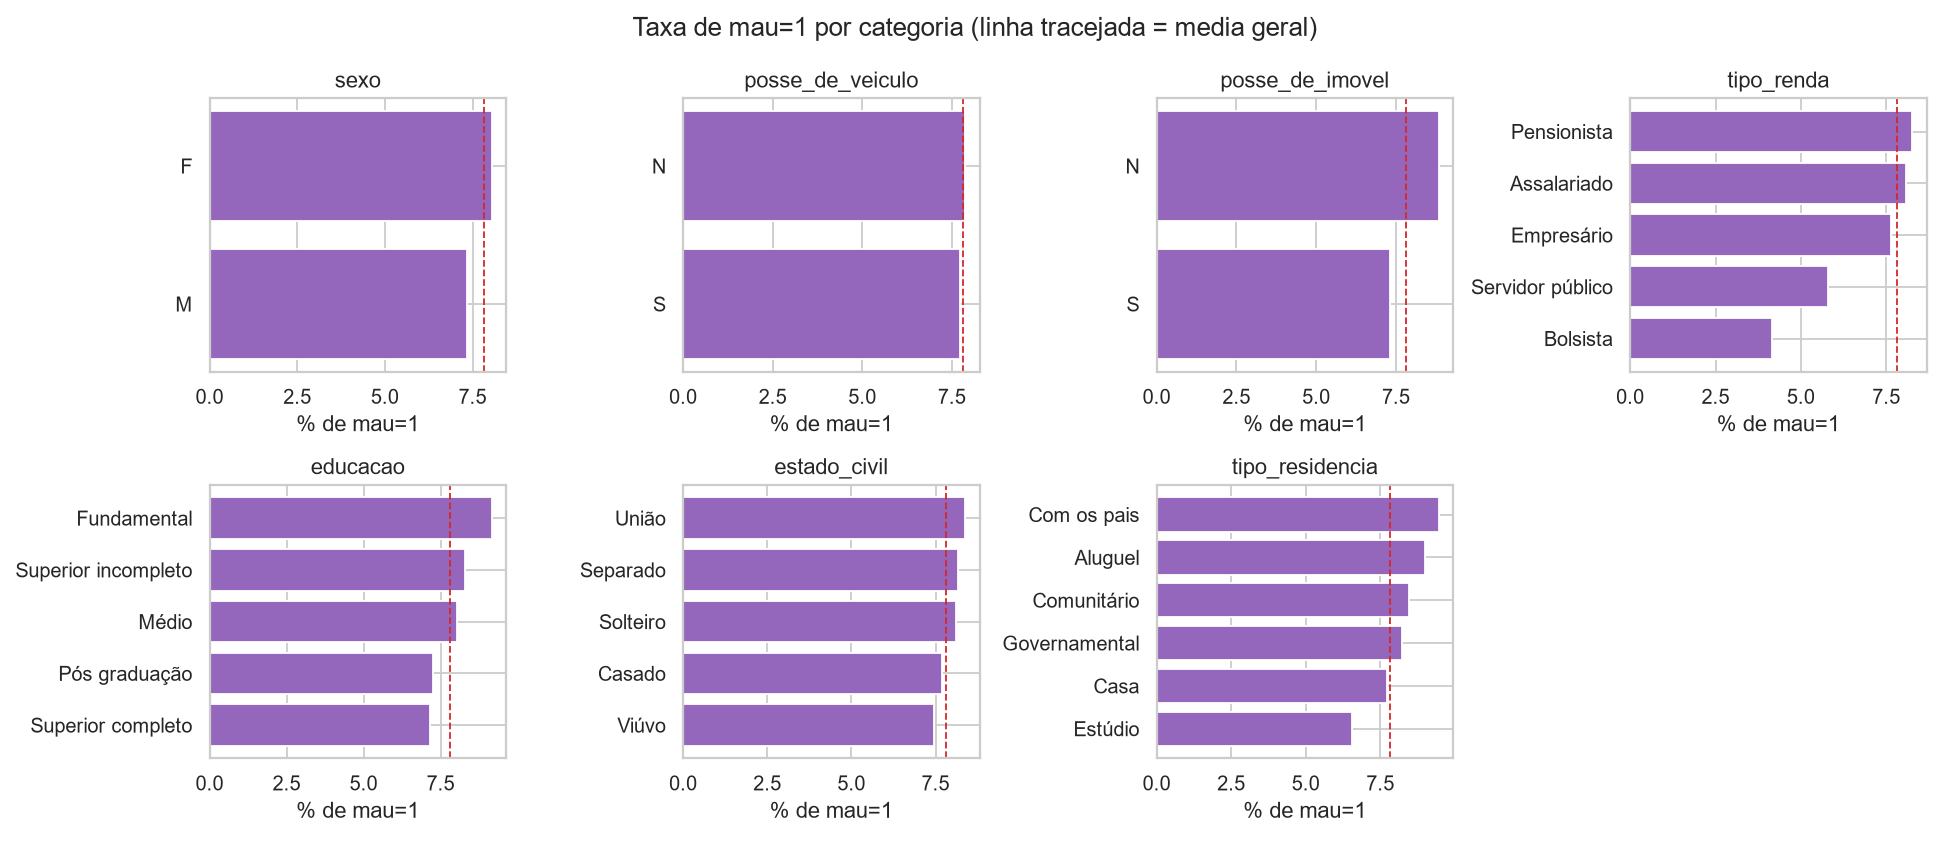 Taxa de mau=1 por categoria (linha tracejada = media geral)
sexo
F
M
0.0 2.5 5.0 7.5
% de mau=1
posse_de_veiculo
N
S
0.0 2.5 5.0 7.5
% de mau=1
posse_de_imovel
N
S
0.0 2.5 5.0 7.5
% de mau=1
tipo_renda
Pensionista
Assalariado
Empresário
Servidor público
Bolsista
0.0 2.5 5.0 7.5
% de mau=1
educacao
Fundamental
Superior incompleto
Médio
Pós graduação
Superior completo
0.0 2.5 5.0 7.5
% de mau=1
estado_civil
União
Separado
Solteiro
Casado
Viúvo
0.0 2.5 5.0 7.5
% de mau=1
tipo_residencia
Com os pais
Aluguel
Comunitário
Governamental
Casa
Estúdio
0.0 2.5 5.0 7.5
% de mau=1